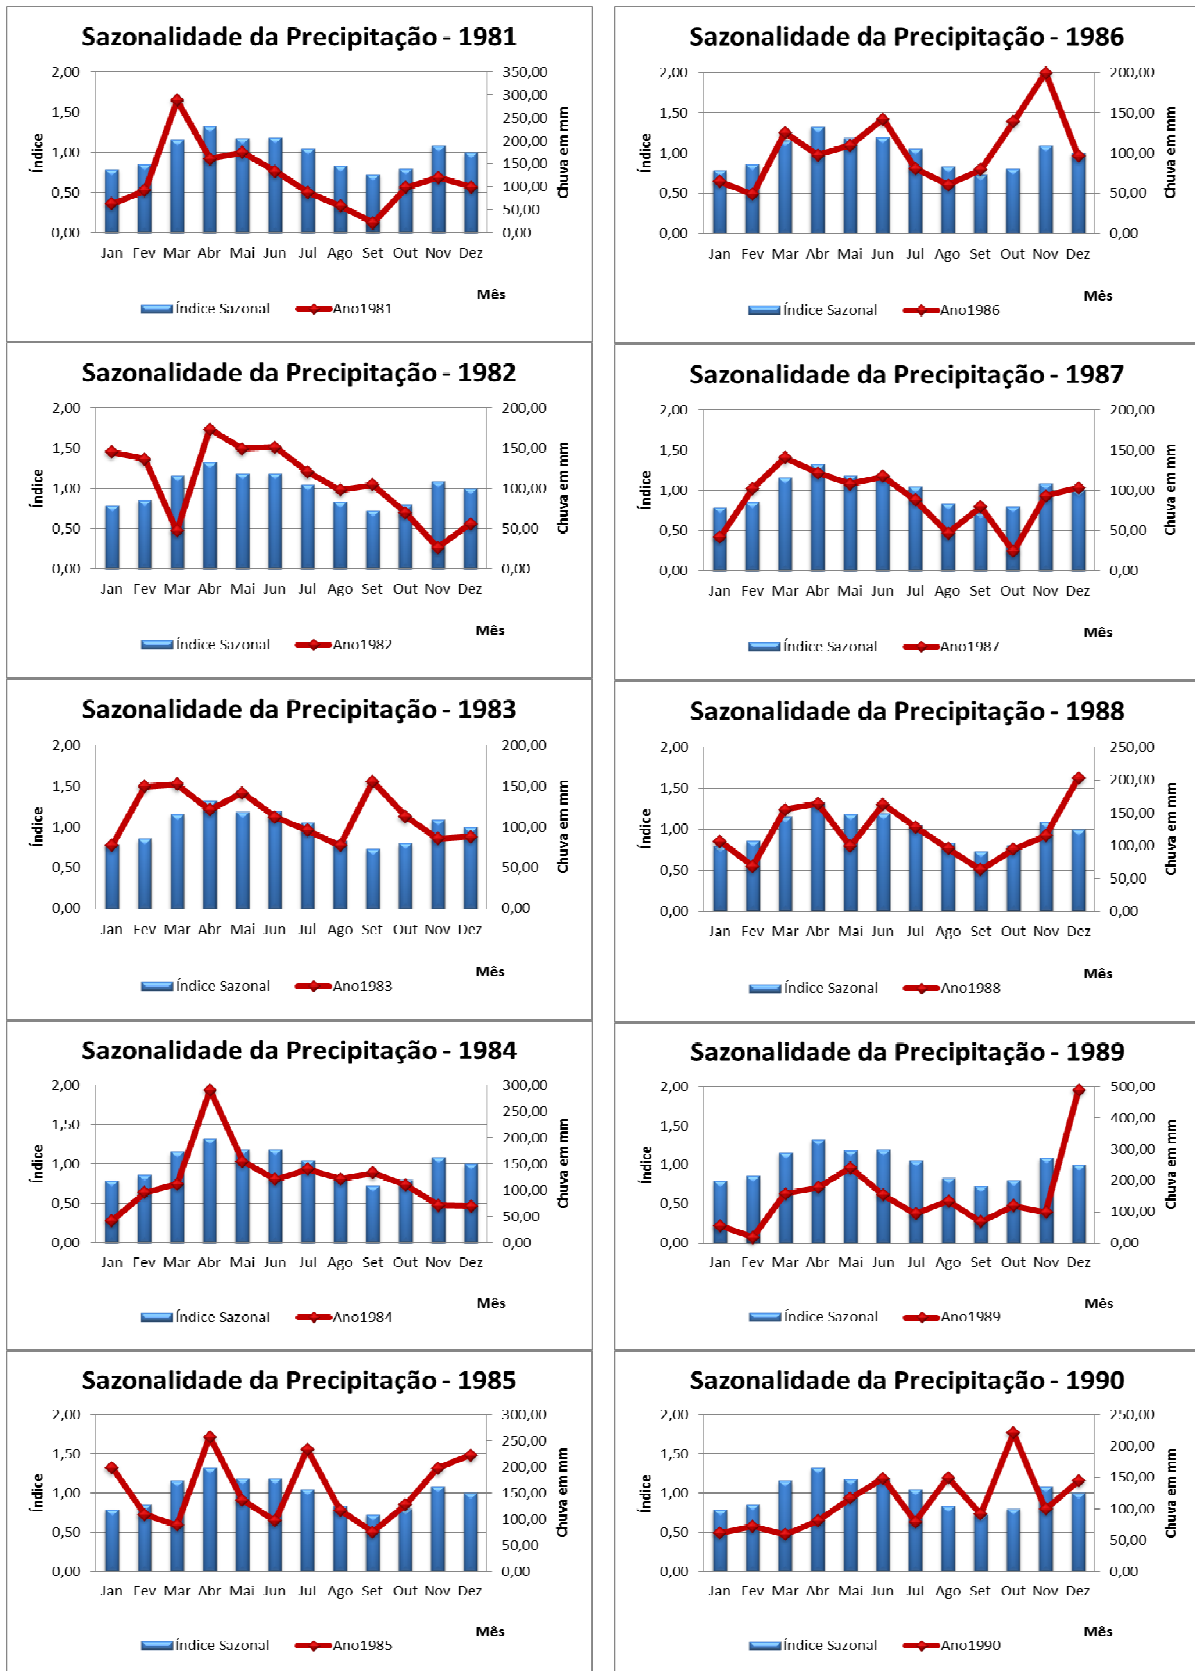 Sazonalidade da Precipitação - 1981
2,00 1,50 1,00 0,50 0,00
Índice
350,00 300,00 250,00 200,00 150,00 100,00 50,00 0,00
Chuva em mm
Jan Fev Mar Abr Mai Jun Jul Ago Set Out Nov Dez
Mês
Índice Sazonal Ano1981
Sazonalidade da Precipitação - 1982
2,00 1,50 1,00 0,50 0,00
Índice
200,00 150,00 100,00 50,00 0,00
Chuva em mm
Jan Fev Mar Abr Mai Jun Jul Ago Set Out Nov Dez
Mês
Índice Sazonal Ano1982
Sazonalidade da Precipitação - 1983
2,00 1,50 1,00 0,50 0,00
Índice
200,00 150,00 100,00 50,00 0,00
Chuva em mm
Jan Fev Mar Abr Mai Jun Jul Ago Set Out Nov Dez
Mês
Índice Sazonal Ano1983
Sazonalidade da Precipitação - 1984
2,00 1,50 1,00 0,50 0,00
Índice
300,00 250,00 200,00 150,00 100,00 50,00 0,00
Chuva em mm
Jan Fev Mar Abr Mai Jun Jul Ago Set Out Nov Dez
Mês
Índice Sazonal Ano1984
Sazonalidade da Precipitação - 1985
2,00 1,50 1,00 0,50 0,00
Índice
300,00 250,00 200,00 150,00 100,00 50,00 0,00
Chuva em mm
Jan Fev Mar Abr Mai Jun Jul Ago Set Out Nov Dez
Mês
Índice Sazonal Ano1985
Sazonalidade da Precipitação - 1986
2,00 1,50 1,00 0,50 0,00
Índice
200,00 150,00 100,00 50,00 0,00
Chuva em mm
Jan Fev Mar Abr Mai Jun Jul Ago Set Out Nov Dez
Mês
Índice Sazonal Ano1986
Sazonalidade da Precipitação - 1987
2,00 1,50 1,00 0,50 0,00
Índice
200,00 150,00 100,00 50,00 0,00
Chuva em mm
Jan Fev Mar Abr Mai Jun Jul Ago Set Out Nov Dez
Mês
Índice Sazonal Ano1987
Sazonalidade da Precipitação - 1988
2,00 1,50 1,00 0,50 0,00
Índice
250,00 200,00 150,00 100,00 50,00 0,00
Chuva em mm
Jan Fev Mar Abr Mai Jun Jul Ago Set Out Nov Dez
Mês
Índice Sazonal Ano1988
Sazonalidade da Precipitação - 1989
2,00 1,50 1,00 0,50 0,00
Índice
500,00 400,00 300,00 200,00 100,00 0,00
Chuva em mm
Jan Fev Mar Abr Mai Jun Jul Ago Set Out Nov Dez
Mês
Índice Sazonal Ano1989
Sazonalidade da Precipitação - 1990
2,00 1,50 1,00 0,50 0,00
Índice
250,00 200,00 150,00 100,00 50,00 0,00
Chuva em mm
Jan Fev Mar Abr Mai Jun Jul Ago Set Out Nov Dez
Mês
Índice Sazonal Ano1990